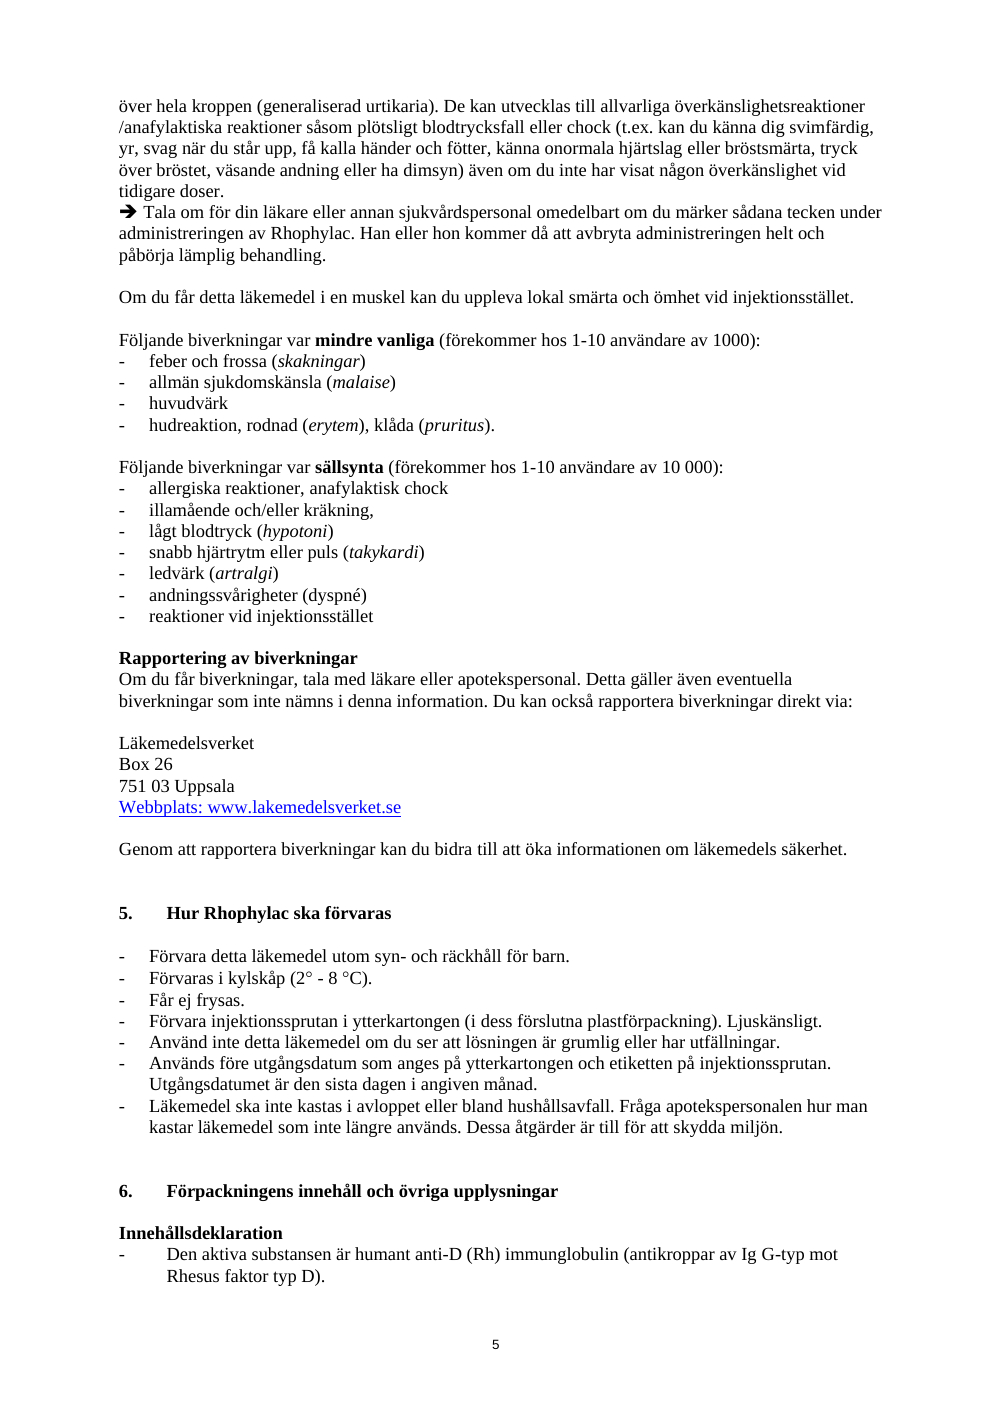 över hela kroppen (generaliserad urtikaria). De kan utvecklas till allvarliga överkänslighetsreaktioner
/anafylaktiska reaktioner såsom plötsligt blodtrycksfall eller chock (t.ex. kan du känna dig svimfärdig,
yr, svag när du står upp, få kalla händer och fötter, känna onormala hjärtslag eller bröstsmärta, tryck
över bröstet, väsande andning eller ha dimsyn) även om du inte har visat någon överkänslighet vid
tidigare doser.
➔ Tala om för din läkare eller annan sjukvårdspersonal omedelbart om du märker sådana tecken under
administreringen av Rhophylac. Han eller hon kommer då att avbryta administreringen helt och
påbörja lämplig behandling.
Om du får detta läkemedel i en muskel kan du uppleva lokal smärta och ömhet vid injektionsstället.
Följande biverkningar var mindre vanliga (förekommer hos 1-10 användare av 1000):
- feber och frossa (skakningar)
- allmän sjukdomskänsla (malaise)
- huvudvärk
- hudreaktion, rodnad (erytem), klåda (pruritus).
Följande biverkningar var sällsynta (förekommer hos 1-10 användare av 10 000):
- allergiska reaktioner, anafylaktisk chock
- illamående och/eller kräkning,
- lågt blodtryck (hypotoni)
- snabb hjärtrytm eller puls (takykardi)
- ledvärk (artralgi)
- andningssvårigheter (dyspné)
- reaktioner vid injektionsstället
Rapportering av biverkningar
Om du får biverkningar, tala med läkare eller apotekspersonal. Detta gäller även eventuella
biverkningar som inte nämns i denna information. Du kan också rapportera biverkningar direkt via:
Läkemedelsverket
Box 26
751 03 Uppsala
Webbplats: www.lakemedelsverket.se
Genom att rapportera biverkningar kan du bidra till att öka informationen om läkemedels säkerhet.
5. Hur Rhophylac ska förvaras
- Förvara detta läkemedel utom syn- och räckhåll för barn.
- Förvaras i kylskåp (2° - 8 °C).
- Får ej frysas.
- Förvara injektionssprutan i ytterkartongen (i dess förslutna plastförpackning). Ljuskänsligt.
- Använd inte detta läkemedel om du ser att lösningen är grumlig eller har utfällningar.
- Används före utgångsdatum som anges på ytterkartongen och etiketten på injektionssprutan.
Utgångsdatumet är den sista dagen i angiven månad.
- Läkemedel ska inte kastas i avloppet eller bland hushållsavfall. Fråga apotekspersonalen hur man
kastar läkemedel som inte längre används. Dessa åtgärder är till för att skydda miljön.
6. Förpackningens innehåll och övriga upplysningar
Innehållsdeklaration
- Den aktiva substansen är humant anti-D (Rh) immunglobulin (antikroppar av Ig G-typ mot
Rhesus faktor typ D).
5